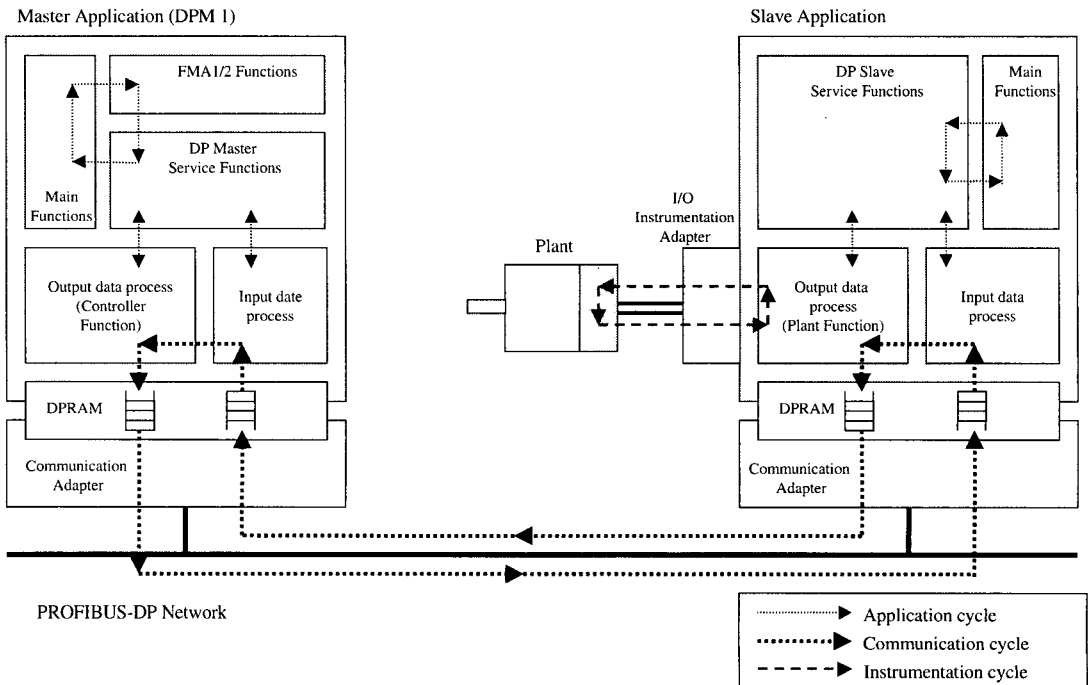 Master Application (DPM 1)
FMA1/2 Functions
DP Master
Service Functions
Main
Functions
Output data process
(Controller
Function)
Input date
process
DPRAM
Communication
Adapter
Plant
I/O
Instrumentation
Adapter
Slave Application
DP Slave
Service Functions
Main
Functions
Output data
process
(Plant Function)
Input data
process
DPRAM
Communication
Adapter
PROFIBUS-DP Network
Application cycle
Communication cycle
Instrumentation cycle